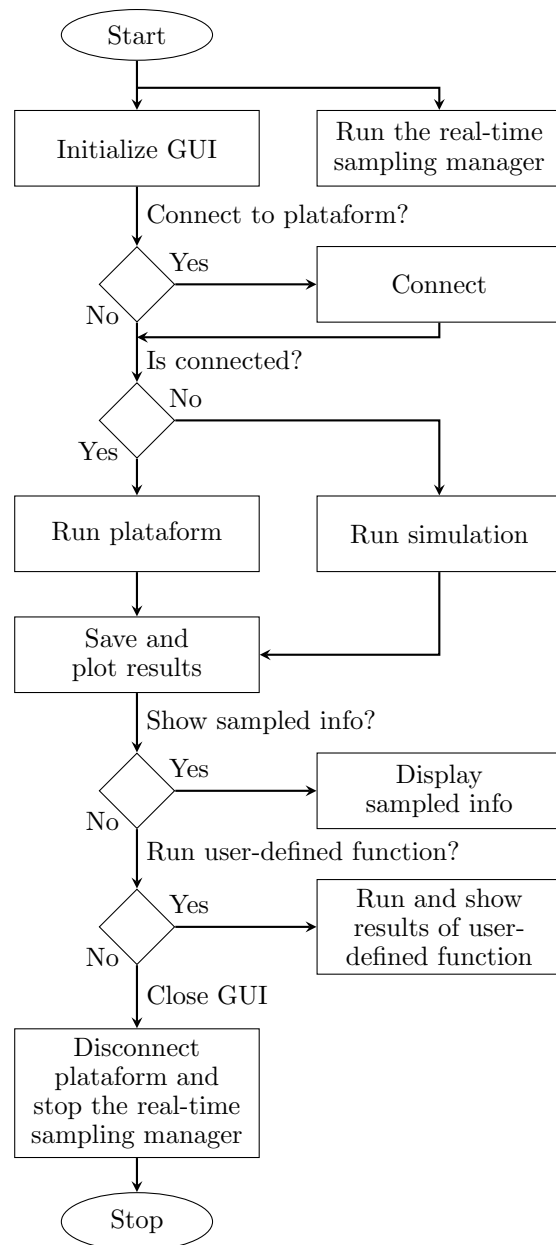 Start
Initialize GUI
Run the real-time
sampling manager
Connect to plataform?
Yes
Connect
No
Is connected?
No
Yes
Run plataform
Run simulation
Save and
plot results
Show sampled info?
Yes
Display
sampled info
No
Run user-defined function?
Yes
Run and show
results of user-
defined function
No
Close GUI
Disconnect
plataform and
stop the real-time
sampling manager
Stop